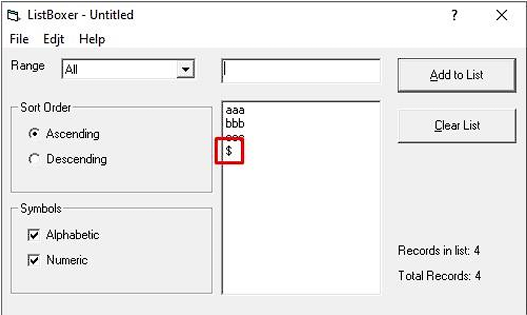 ListBoxer - Untitled
File Edjt Help
Range All
Add to List
Sort Order
aaa
bbb
Ascending
Clear List
$
Descending
Symbols
Alphabetic
Numeric
Records in list: 4
Total Records: 4